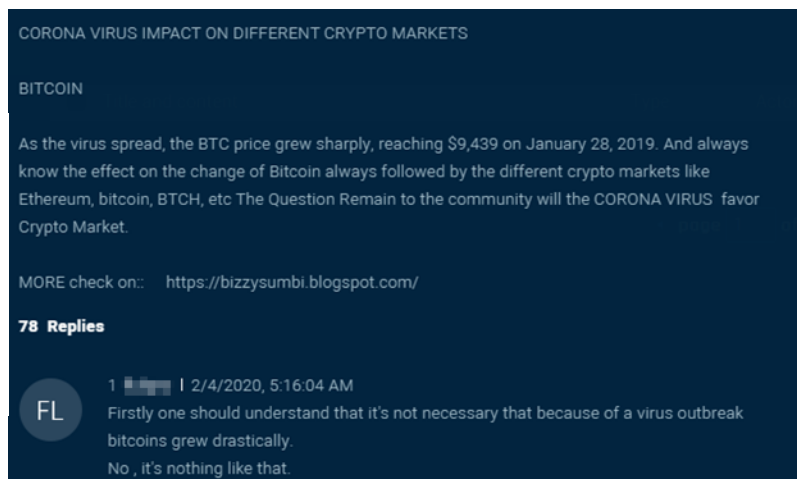 CORONA VIRUS IMPACT ON DIFFERENT CRYPTO MARKETS
BITCOIN
As the virus spread, the BTC price grew sharply, reaching $9,439 on January 28, 2019. And always
know the effect on the change of Bitcoin always followed by the different crypto markets like
Ethereum, bitcoin, BTCH, etc The Question Remain to the community will the CORONA VIRUS  favor
Crypto Market.
MORE check on::    https://bizzysumbi.blogspot.com/
78 Replies
FL
1 | 2/4/2020, 5:16:04 AM
Firstly one should understand that it's not necessary that because of a virus outbreak
bitcoins grew drastically.
No , it's nothing like that.